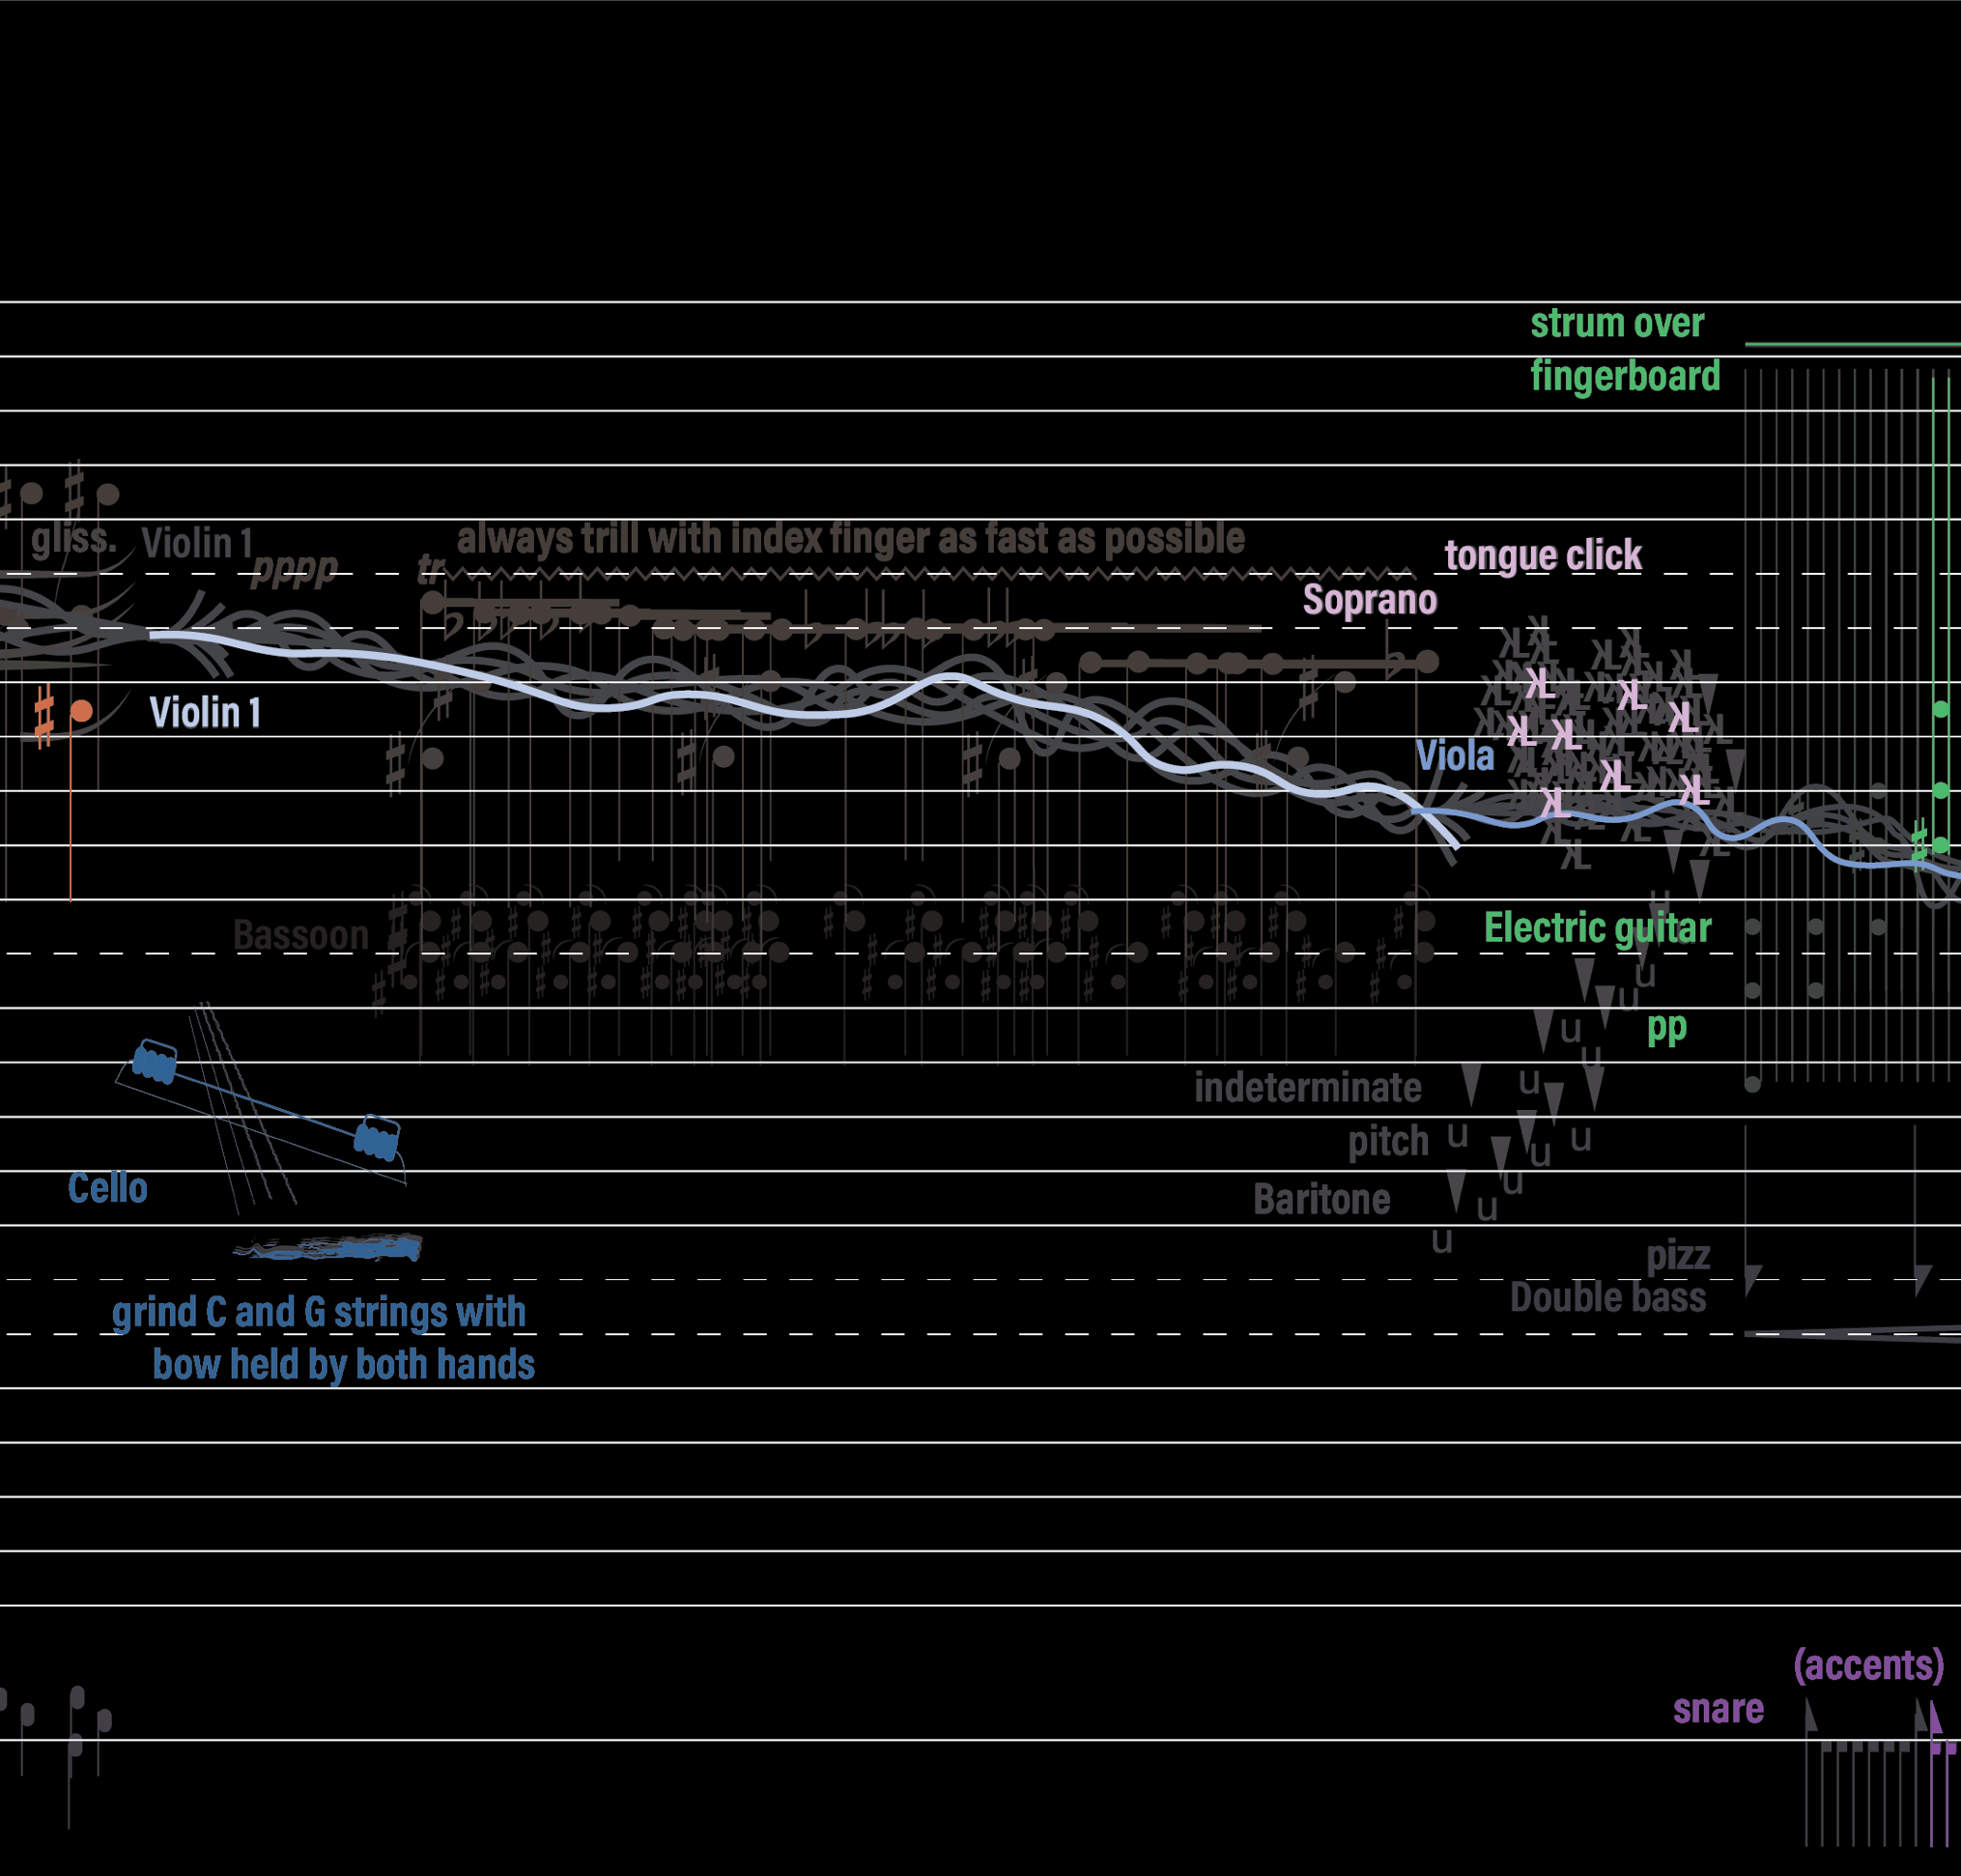 strum over
fingerboard
gliss.
Violin 1
pppp
tr
always trill with index finger as fast as possible
tongue click
Soprano
Violin 1
Viola
Bassoon
Electric guitar
pp
indeterminate
pitch
Baritone
u
u
u
u
u
u
u
u
u
u
u
Cello
pizz
Double bass
grind C and G strings with
bow held by both hands
(accents)
snare